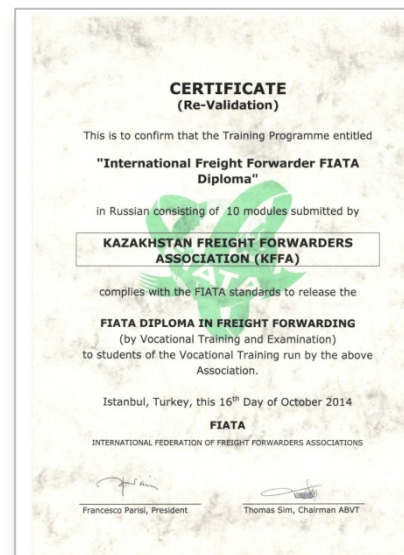 CERTIFICATE
(Re-Validation)
This is to confirm that the Training Programme entitled
"International Freight Forwarder FIATA
Diploma"
in Russian consisting of 10 modules submitted by
KAZAKHSTAN FREIGHT FORWARDERS
ASSOCIATION (KFFA)
complies with the FIATA standards to release the
FIATA DIPLOMA IN FREIGHT FORWARDING
(by Vocational Training and Examination)
to students of the Vocational Training run by the above
Association.
Istanbul, Turkey, this 16th Day of October 2014
FIATA
INTERNATIONAL FEDERATION OF FREIGHT FORWARDERS ASSOCIATIONS
Francesco Parisi, President
Thomas Sim, Chairman ABVT